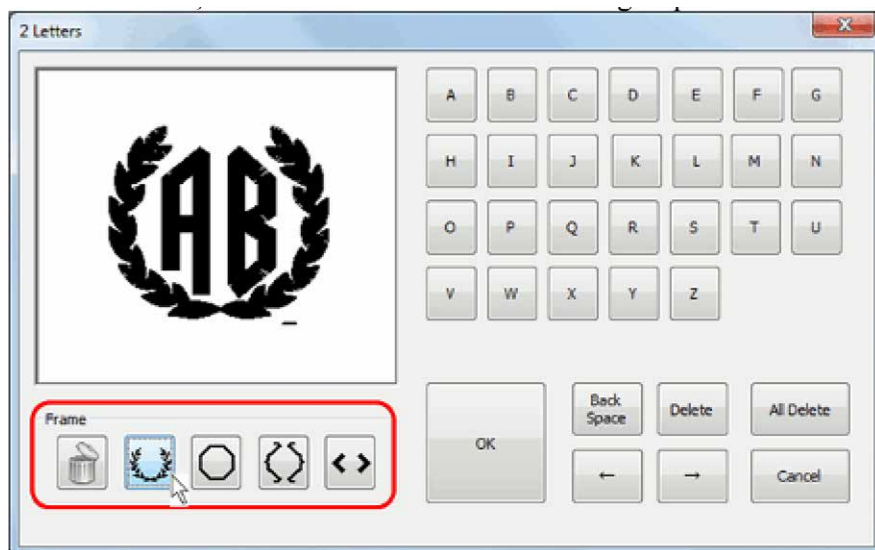 2 Letters
AB
A B C D E F G
H I J K L M N
O P Q R S T U
V W X Y Z
Frame
OK
Back
Space
Delete
All Delete
←
→
Cancel